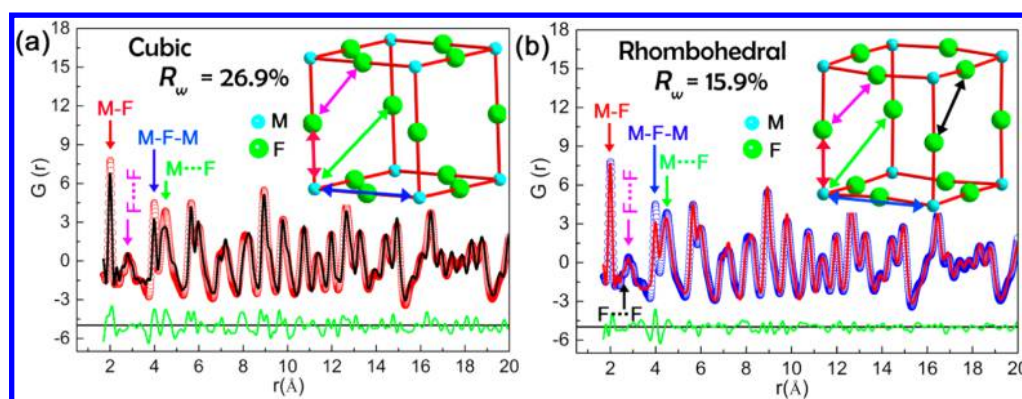 (a)
Cubic
R_w = 26.9%
M-F
F···F
M-F-M
M···F
M
F
G (r)
18
15
12
9
6
3
0
-3
-6
2 4 6 8 10 12 14 16 18 20
r(Å)
(b)
Rhombohedral
R_w = 15.9%
M-F
F···F
M-F-M
M···F
M
F
F···F
G (r)
18
15
12
9
6
3
0
-3
-6
2 4 6 8 10 12 14 16 18 20
r(Å)